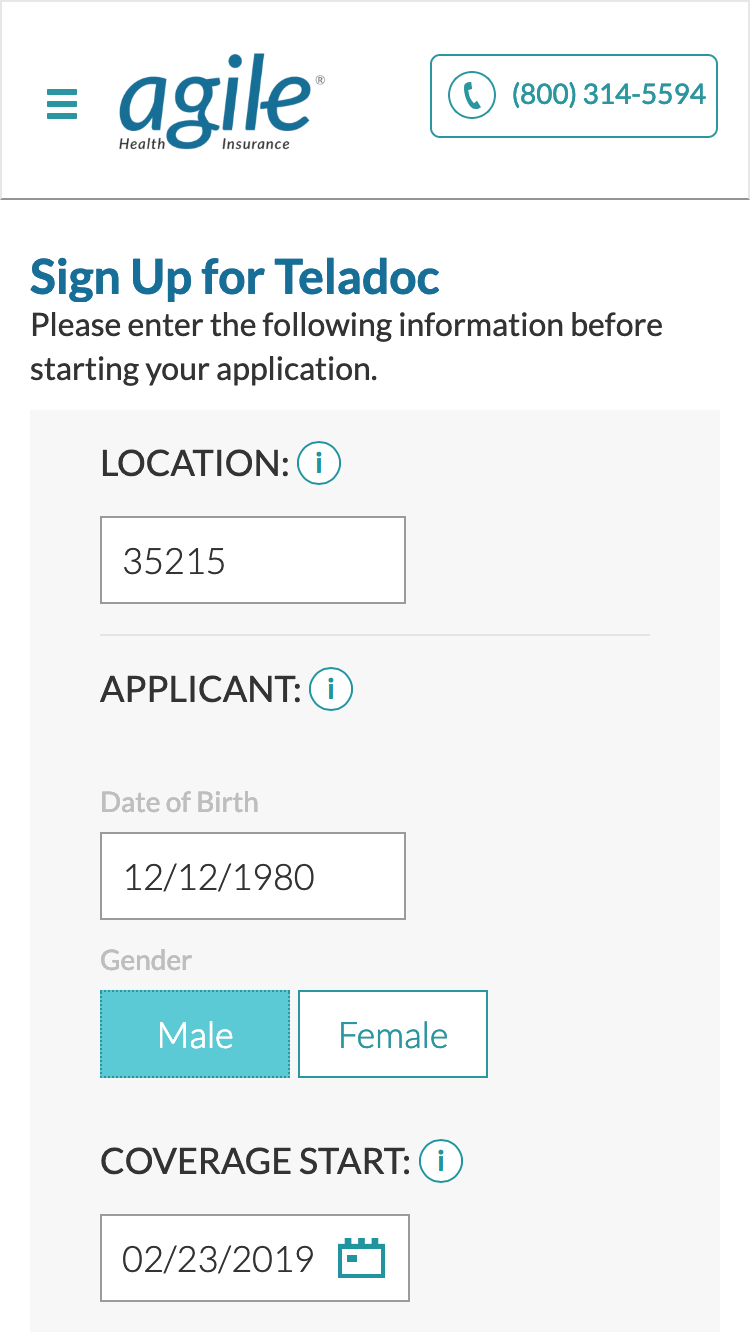 agile®
Health Insurance
(800) 314-5594
Sign Up for Teladoc
Please enter the following information before
starting your application.
LOCATION: i
35215
APPLICANT: i
Date of Birth
12/12/1980
Gender
Male Female
COVERAGE START: i
02/23/2019